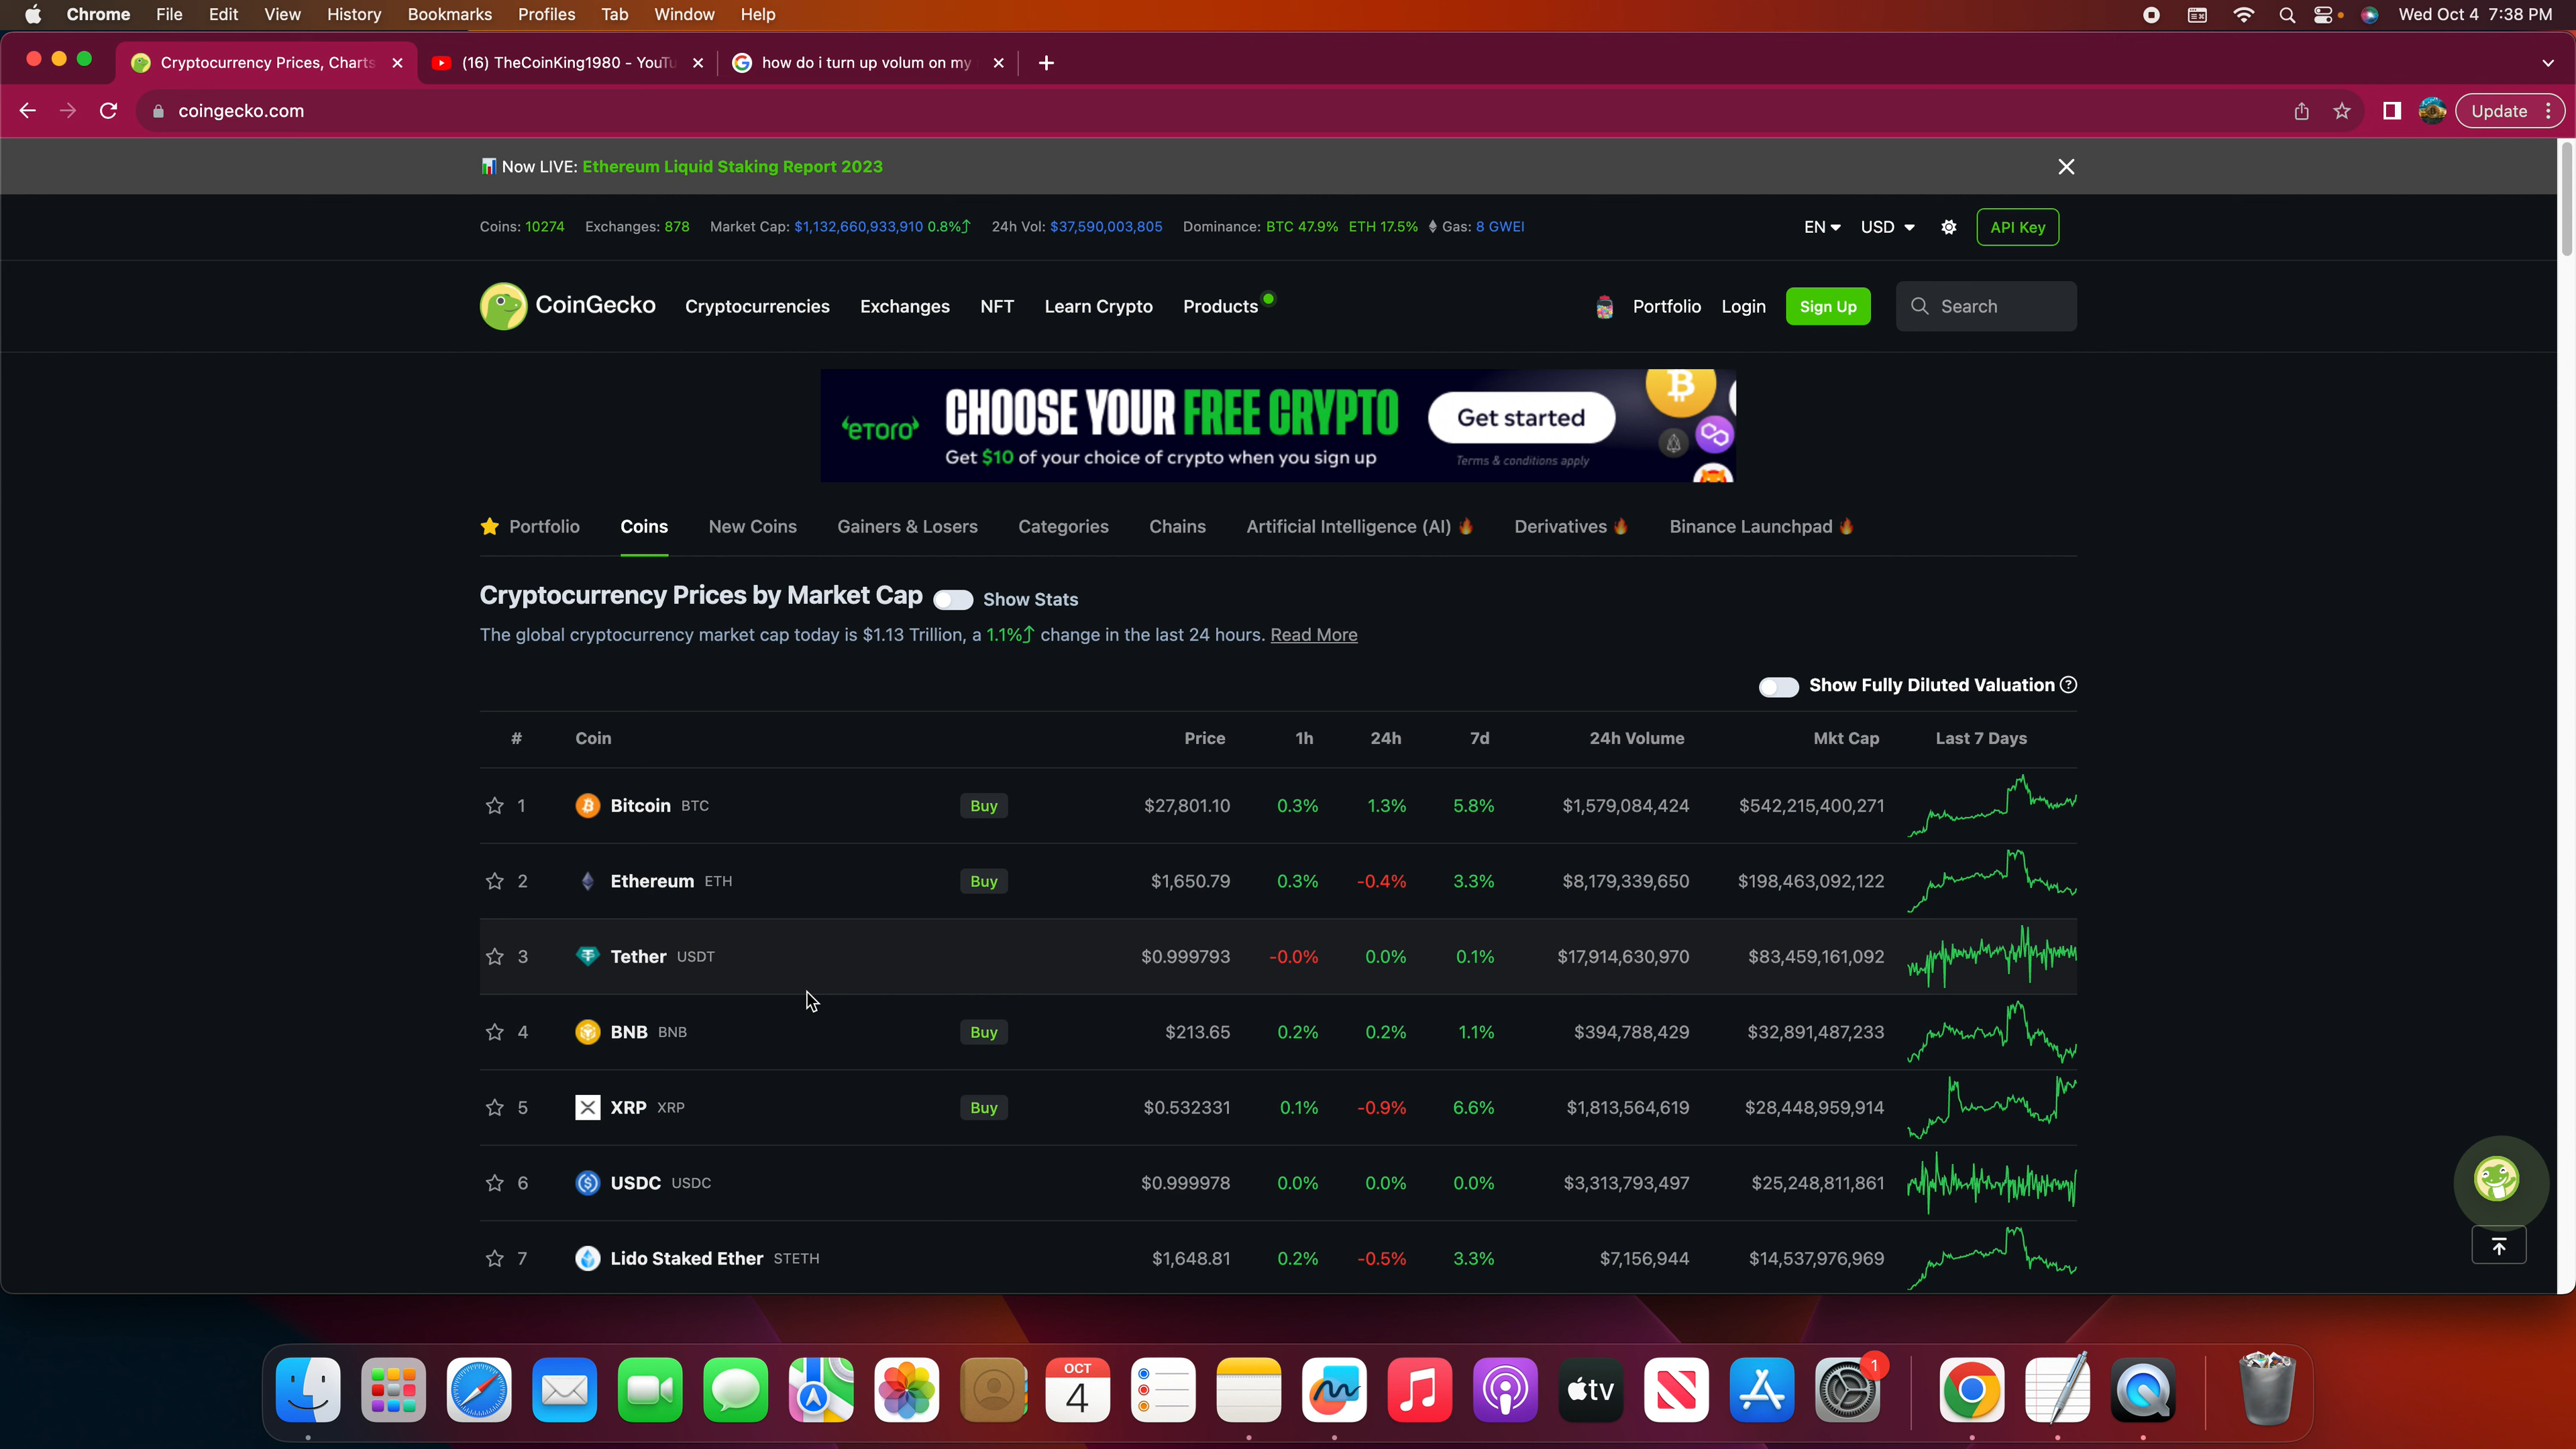 Chrome File Edit View History Bookmarks Profiles Tab Window Help Wed Oct 4 7:38 PM
Cryptocurrency Prices, Charts (16) TheCoinKing1980 - YouTu how do i turn up volum on my
coingecko.com Update
Now LIVE: Ethereum Liquid Staking Report 2023
Coins: 10274 Exchanges: 878 Market Cap: $1,132,660,933,910 0.8% 24h Vol: $37,590,003,805 Dominance: BTC 47.9% ETH 17.5% Gas: 8 GWEI EN USD API Key
CoinGecko Cryptocurrencies Exchanges NFT Learn Crypto Products Portfolio Login Sign Up Search
eTORO CHOOSE YOUR FREE CRYPTO Get started
Get $10 of your choice of crypto when you sign up Terms & conditions apply
Portfolio Coins New Coins Gainers & Losers Categories Chains Artificial Intelligence (AI) Derivatives Binance Launchpad
Cryptocurrency Prices by Market Cap Show Stats
The global cryptocurrency market cap today is $1.13 Trillion, a 1.1% change in the last 24 hours. Read More
Show Fully Diluted Valuation ?
# Coin Price 1h 24h 7d 24h Volume Mkt Cap Last 7 Days
1 Bitcoin BTC Buy $27,801.10 0.3% 1.3% 5.8% $1,579,084,424 $542,215,400,271
2 Ethereum ETH Buy $1,650.79 0.3% -0.4% 3.3% $8,179,339,650 $198,463,092,122
3 Tether USDT $0.999793 -0.0% 0.0% 0.1% $17,914,630,970 $83,459,161,092
4 BNB BNB Buy $213.65 0.2% 0.2% 1.1% $394,788,429 $32,891,487,233
5 XRP XRP Buy $0.532331 0.1% -0.9% 6.6% $1,813,564,619 $28,448,959,914
6 USDC USDC $0.999978 0.0% 0.0% 0.0% $3,313,793,497 $25,248,811,861
7 Lido Staked Ether STETH $1,648.81 0.2% -0.5% 3.3% $7,156,944 $14,537,976,969
OCT 4 tv 1